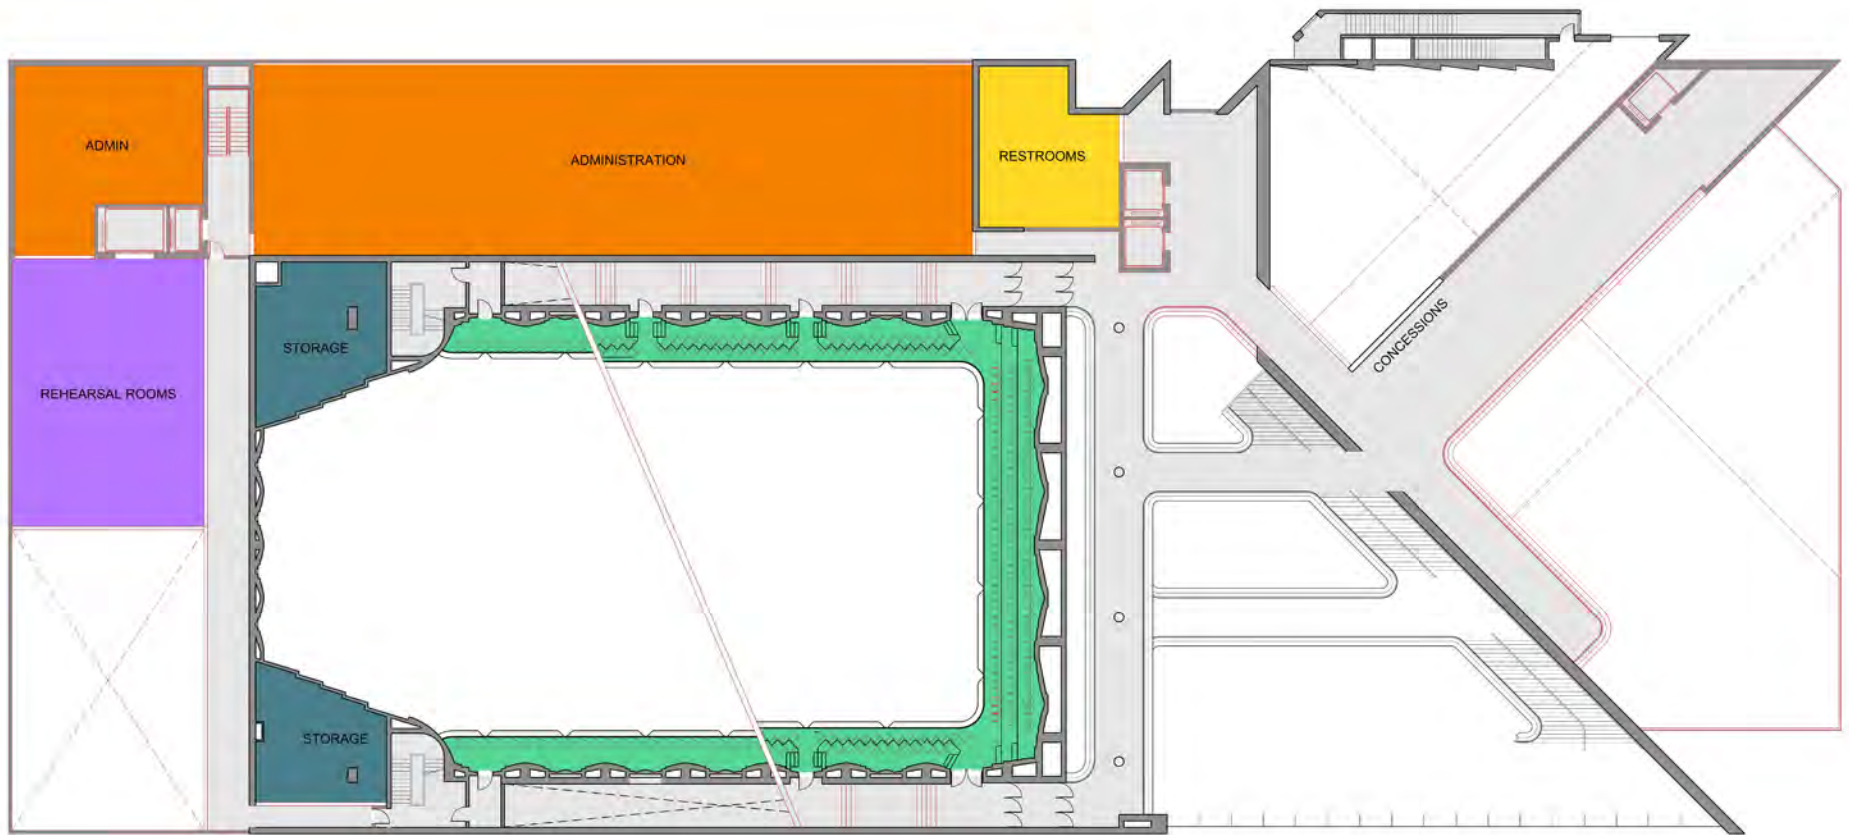 ADMIN
ADMINISTRATION
RESTROOMS
STORAGE
CONCESSIONS
REHEARSAL ROOMS
STORAGE